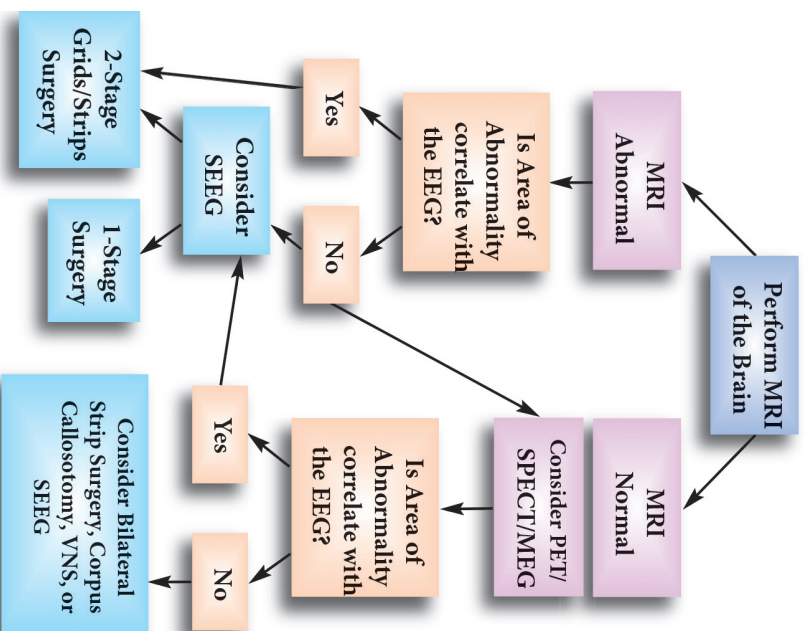 Perform MRI
of the Brain
MRI
Abnormal
MRI
Normal
Is Area of
Abnormality
correlate with
the EEG?
Consider PET/
SPECT/MEG
Yes
No
Is Area of
Abnormality
correlate with
the EEG?
Consider
SEEG
Yes
No
2-Stage
Grids/Strips
Surgery
1-Stage
Surgery
Consider Bilateral
Strip Surgery, Corpus
Callosotomy, VNS, or
SEEG